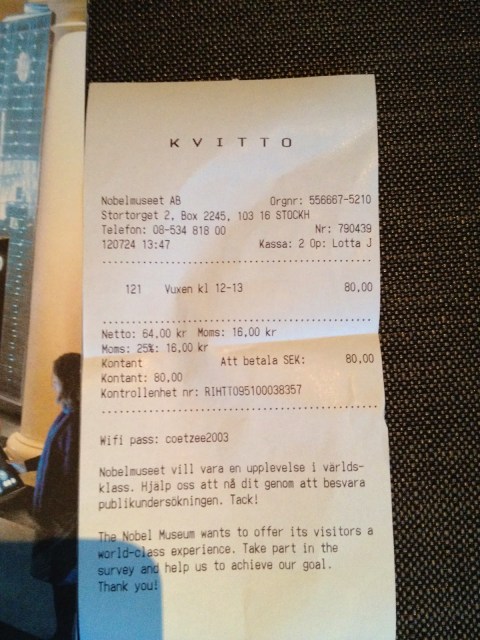 KVITTO
Nobelmuseet AB Orgnr: 556667-5210
Stortorget 2, Box 2245, 103 16 STOCKH
Telefon: 08-534 818 00 Nr: 790439
120724 13:47 Kassa: 2 Op: Lotta J
121 Vuxen kl 12-13 80,00
Netto: 64,00 kr Moms: 16,00 kr
Moms: 25%: 16,00 kr
Kontant Att betala SEK: 80,00
Kontant: 80,00
Kontrollenhet nr: RIHTT095100038357
Wifi pass: coetzee2003
Nobelmuseet vill vara en upplevelse i världs-
klass. Hjälp oss att nå dit genom att besvara
publikundersökningen. Tack!
The Nobel Museum wants to offer its visitors a
world-class experience. Take part in the
survey and help us to achieve our goal.
Thank you!